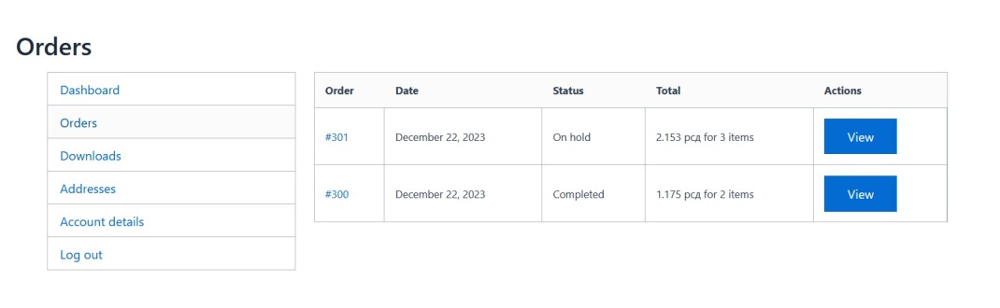 Orders
Dashboard
Orders
Downloads
Addresses
Account details
Log out
Order Date Status Total Actions
#301 December 22, 2023 On hold 2.153 рсд for 3 items View
#300 December 22, 2023 Completed 1.175 рсд for 2 items View